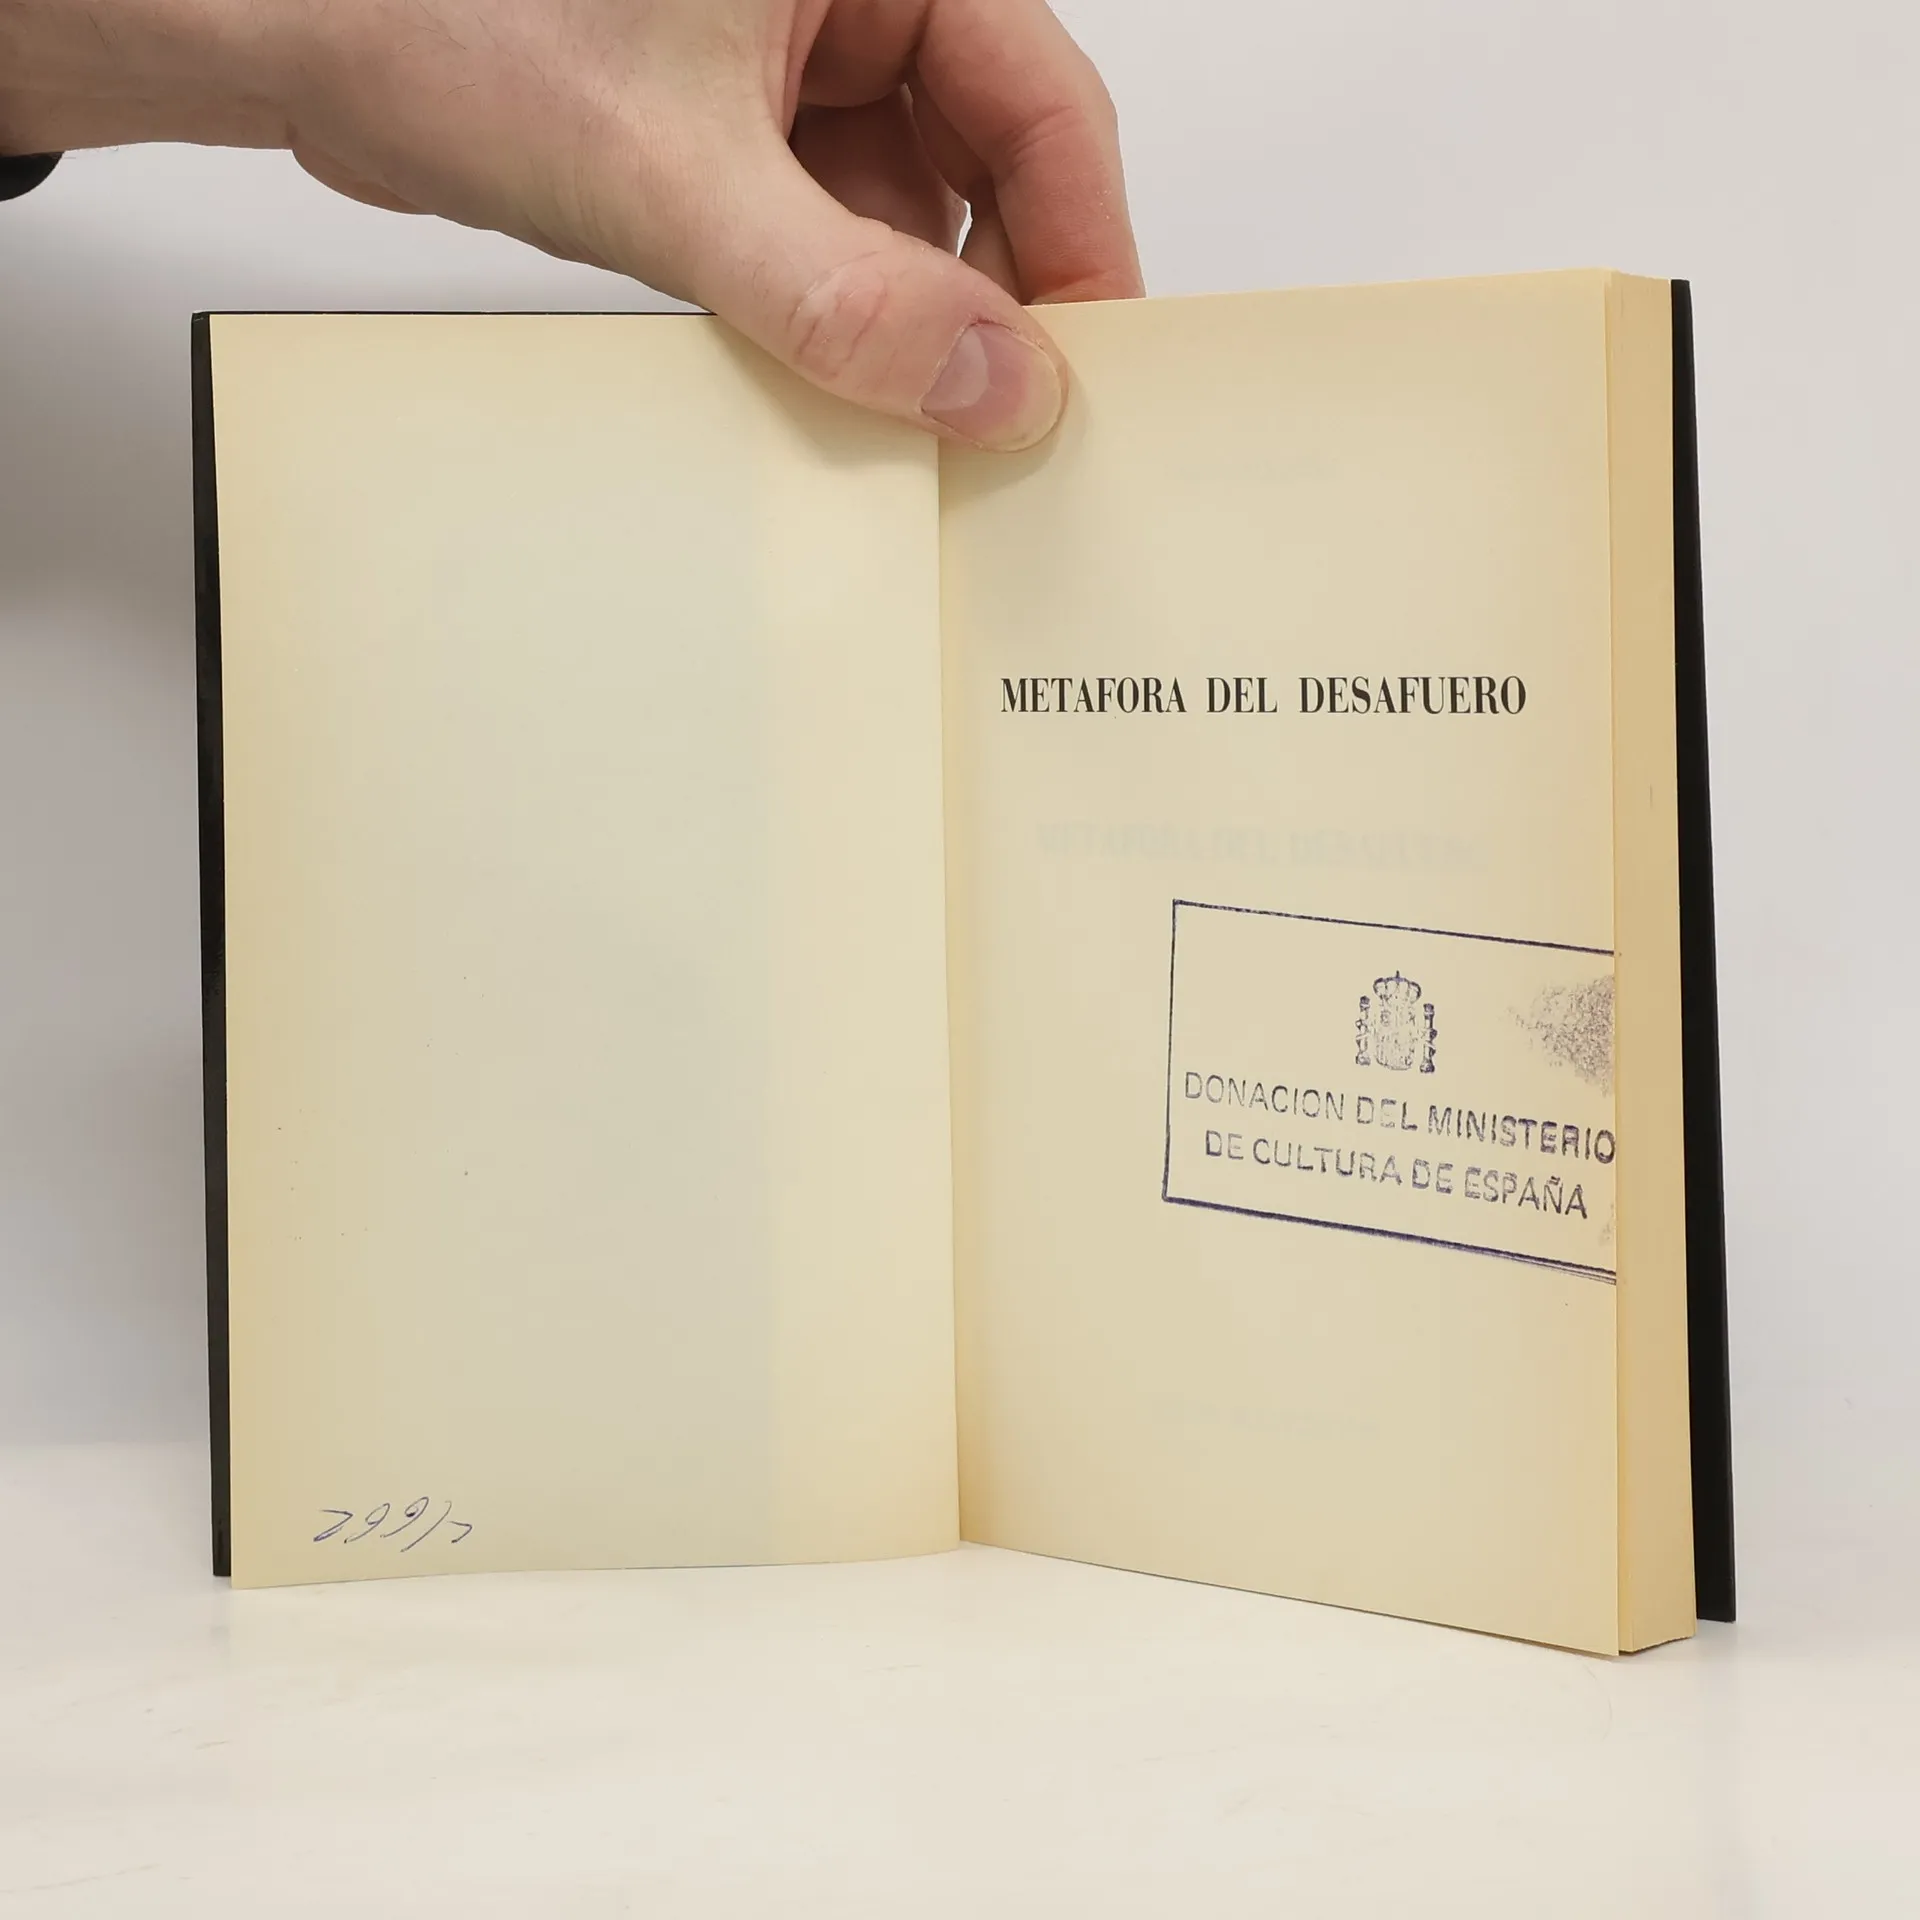 METAFORA DEL DESAFUERO
DONACION DEL MINISTERIO
DE CULTURA DE ESPAÑA